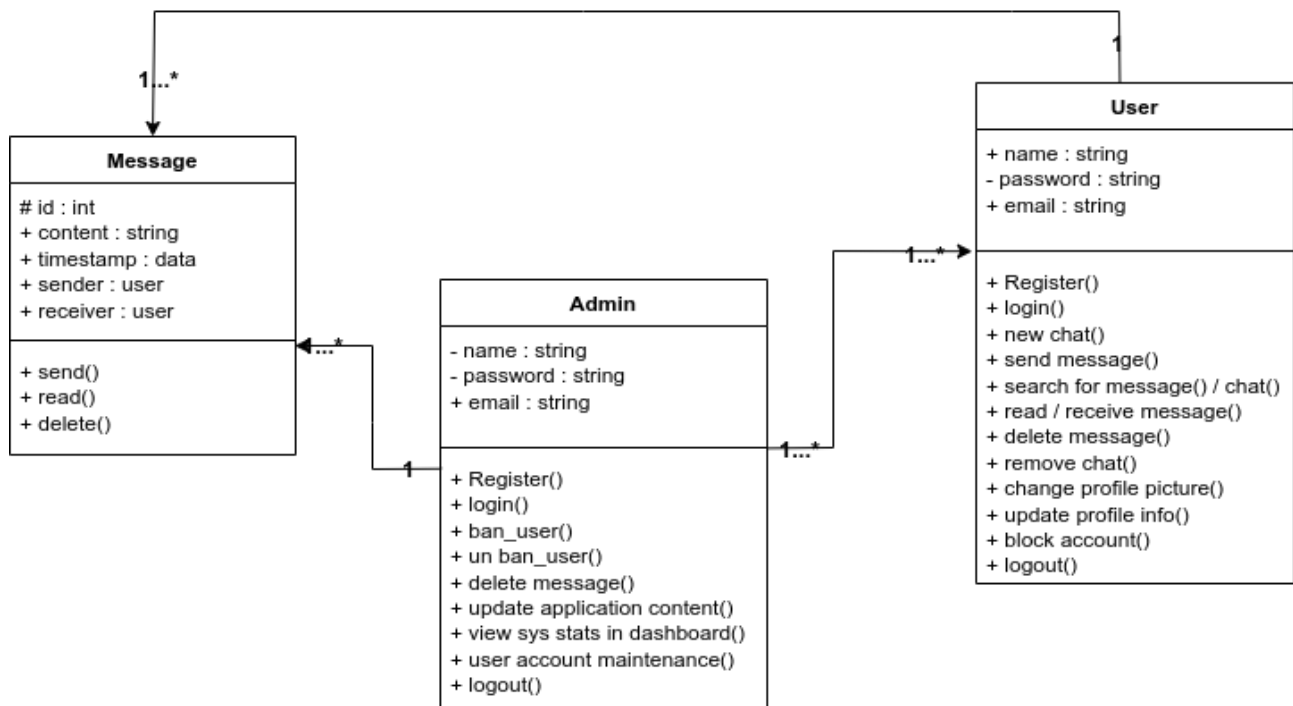 1
1...*
User
+ name : string
- password : string
+ email : string
+ Register()
+ login()
+ new chat()
+ send message()
+ search for message() / chat()
+ read / receive message()
+ delete message()
+ remove chat()
+ change profile picture()
+ update profile info()
+ block account()
+ logout()
Message
# id : int
+ content : string
+ timestamp : data
+ sender : user
+ receiver : user
+ send()
+ read()
+ delete()
1...*
1...*
1
1...*
Admin
- name : string
- password : string
+ email : string
+ Register()
+ login()
+ ban_user()
+ un ban_user()
+ delete message()
+ update application content()
+ view sys stats in dashboard()
+ user account maintenance()
+ logout()